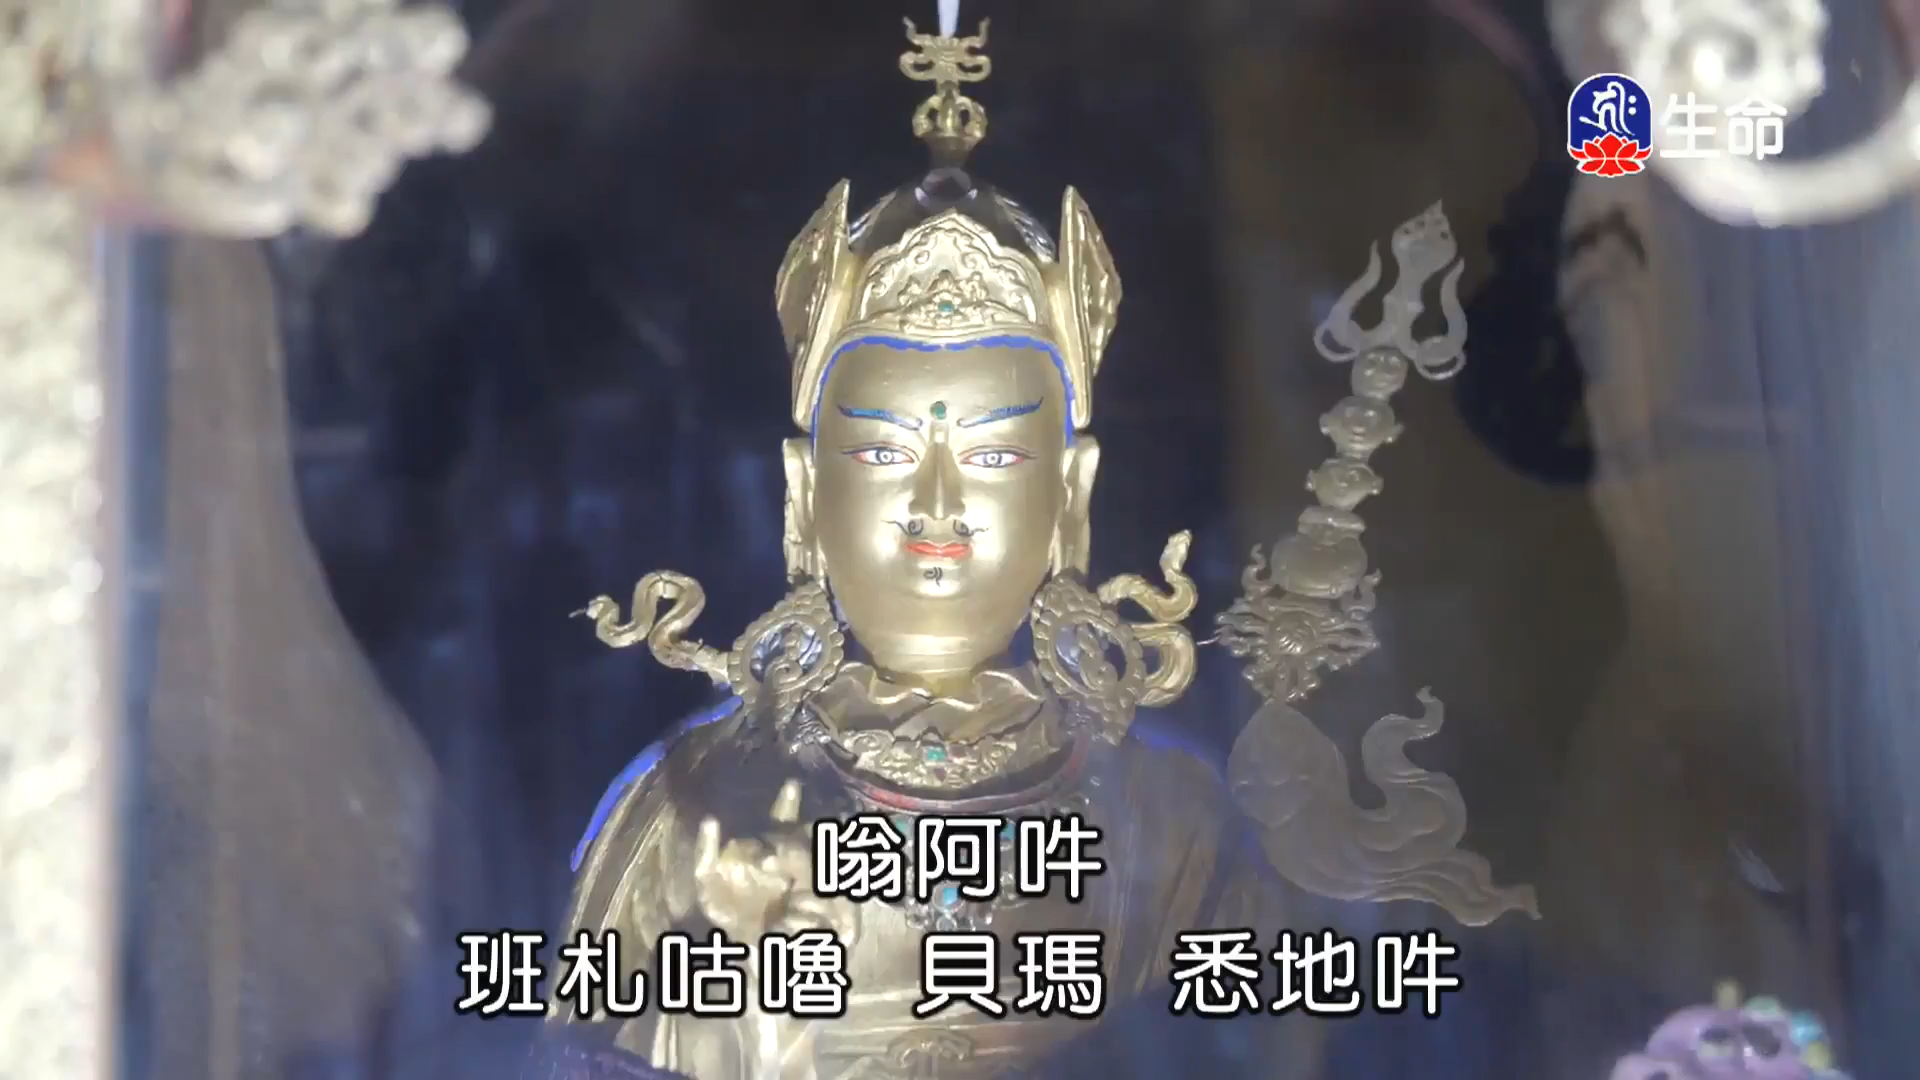 生命
嗡阿吽
班札咕嚕 貝瑪 悉地吽